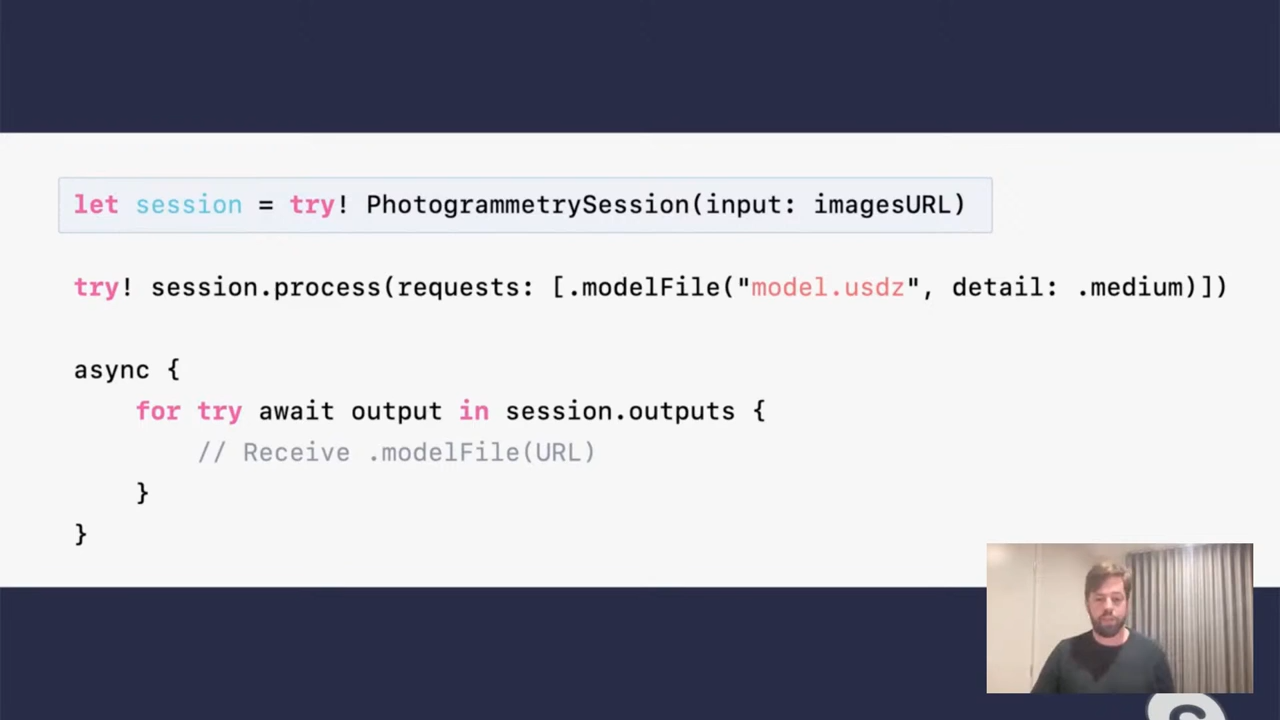 let session = try! PhotogrammetrySession(input: imagesURL)
try! session.process(requests: [.modelFile("model.usdz", detail: .medium)])
async {
for try await output in session.outputs {
// Receive .modelFile(URL)
}
}